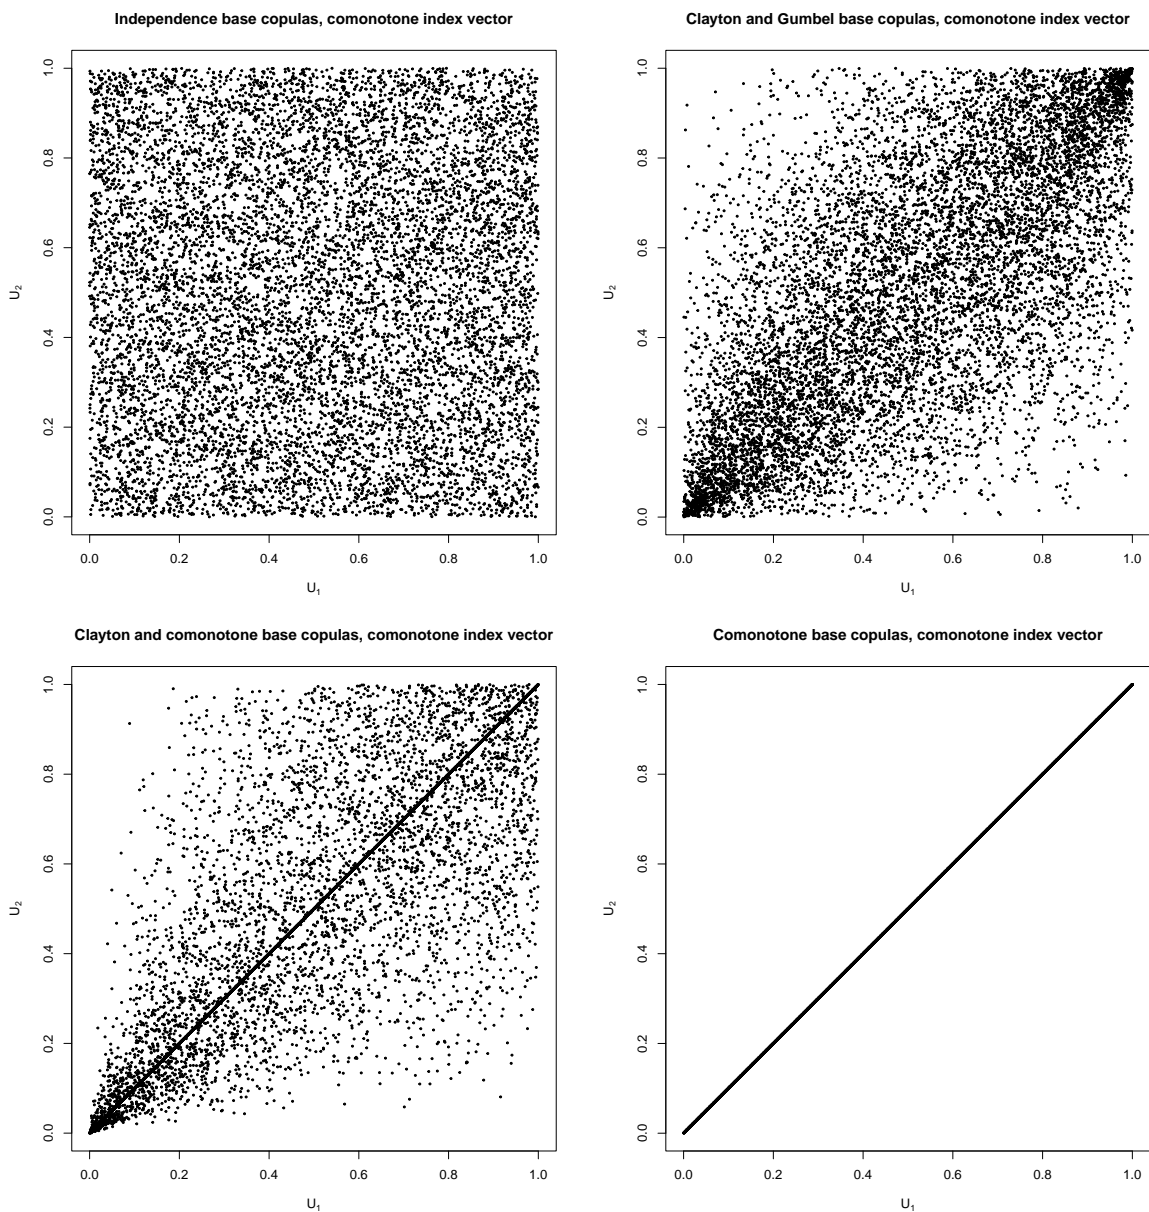 Independence base copulas, comonotone index vector
1.0
0.8
0.6
0.4
0.2
0.0
U2
0.0 0.2 0.4 0.6 0.8 1.0
U1
Clayton and Gumbel base copulas, comonotone index vector
1.0
0.8
0.6
0.4
0.2
0.0
U2
0.0 0.2 0.4 0.6 0.8 1.0
U1
Clayton and comonotone base copulas, comonotone index vector
1.0
0.8
0.6
0.4
0.2
0.0
U2
0.0 0.2 0.4 0.6 0.8 1.0
U1
Comonotone base copulas, comonotone index vector
1.0
0.8
0.6
0.4
0.2
0.0
U2
0.0 0.2 0.4 0.6 0.8 1.0
U1